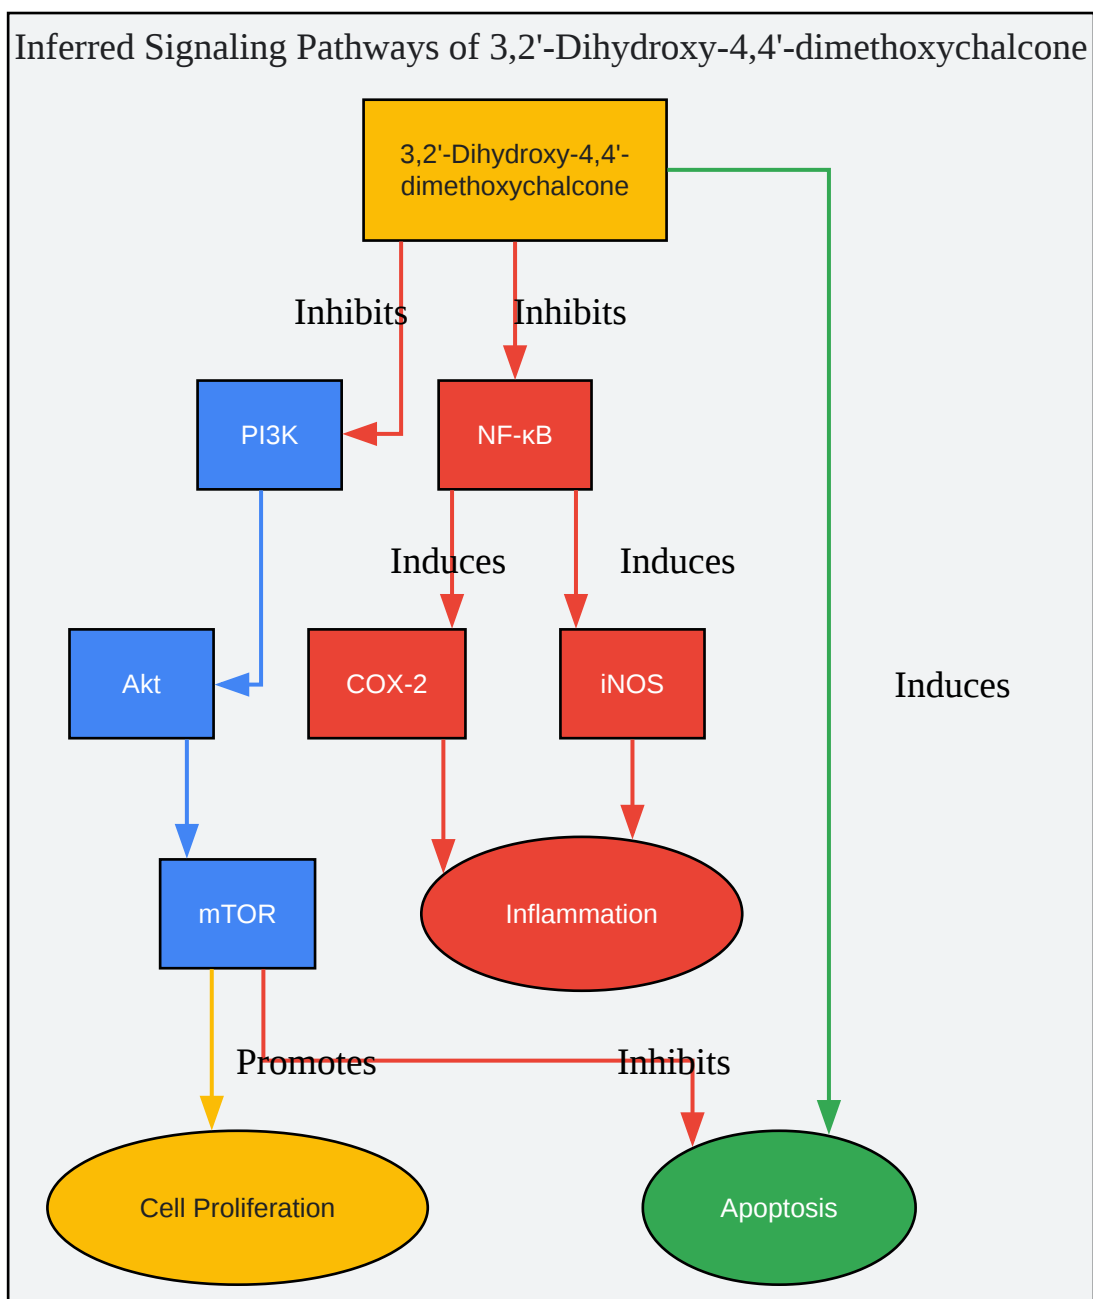 Inferred Signaling Pathways of 3,2'-Dihydroxy-4,4'-dimethoxychalcone
3,2'-Dihydroxy-4,4'-
dimethoxychalcone
Inhibits
Inhibits
PI3K
NF-κB
Induces
Induces
Akt
COX-2
iNOS
Induces
mTOR
Inflammation
Promotes
Inhibits
Cell Proliferation
Apoptosis